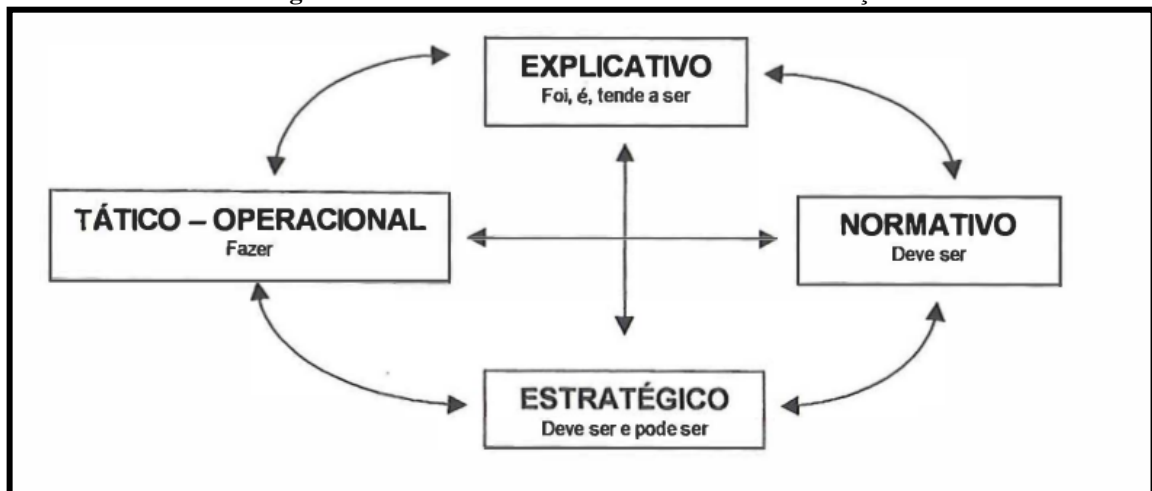 EXPLICATIVO
Foi, é, tende a ser
TÁTICO – OPERACIONAL
Fazer
NORMATIVO
Deve ser
ESTRATÉGICO
Deve ser e pode ser